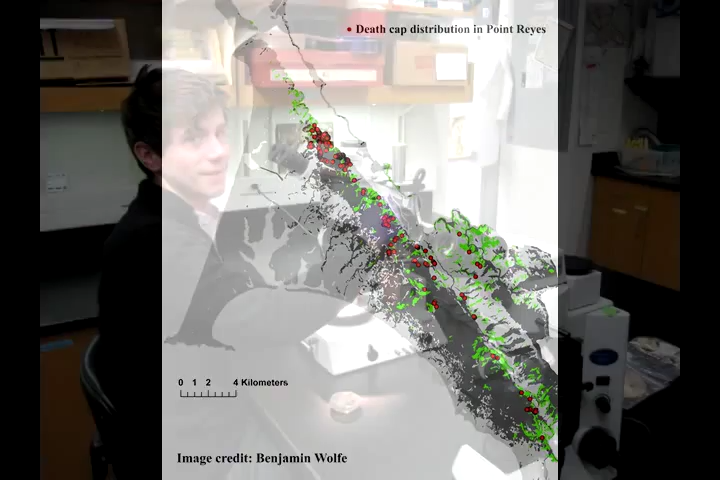 Death cap distribution in Point Reyes
0 1 2 4 Kilometers
Image credit: Benjamin Wolfe